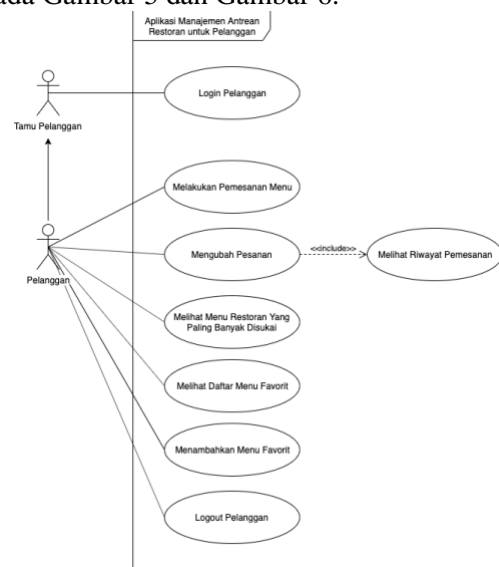 ada Gambar 5 dan Gambar 6.
Aplikasi Manajemen Antrean
Restoran untuk Pelanggan
Login Pelanggan
Tamu Pelanggan
Melakukan Pemesanan Menu
Mengubah Pesanan
<<include>>
Melihat Riwayat Pemesanan
Pelanggan
Melihat Menu Restoran Yang
Paling Banyak Disukai
Melihat Daftar Menu Favorit
Menambahkan Menu Favorit
Logout Pelanggan